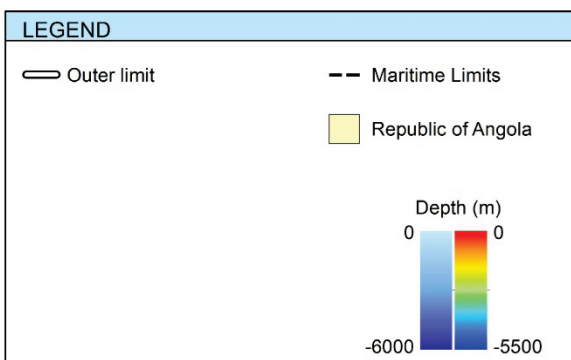 LEGEND
Outer limit
Maritime Limits
Republic of Angola
Depth (m)
0 0
-6000 -5500